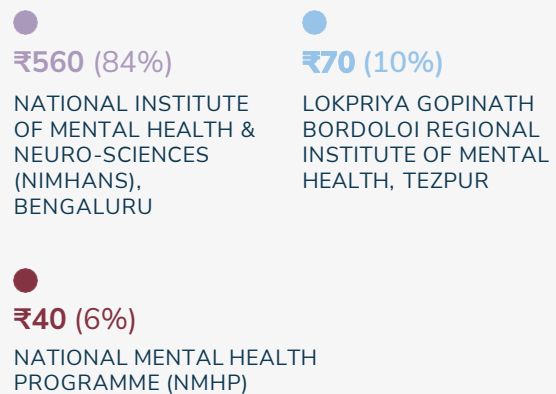 ₹560 (84%)
NATIONAL INSTITUTE
OF MENTAL HEALTH &
NEURO-SCIENCES
(NIMHANS),
BENGALURU
₹70 (10%)
LOKPRIYA GOPINATH
BORDOLOI REGIONAL
INSTITUTE OF MENTAL
HEALTH, TEZPUR
₹40 (6%)
NATIONAL MENTAL HEALTH
PROGRAMME (NMHP)